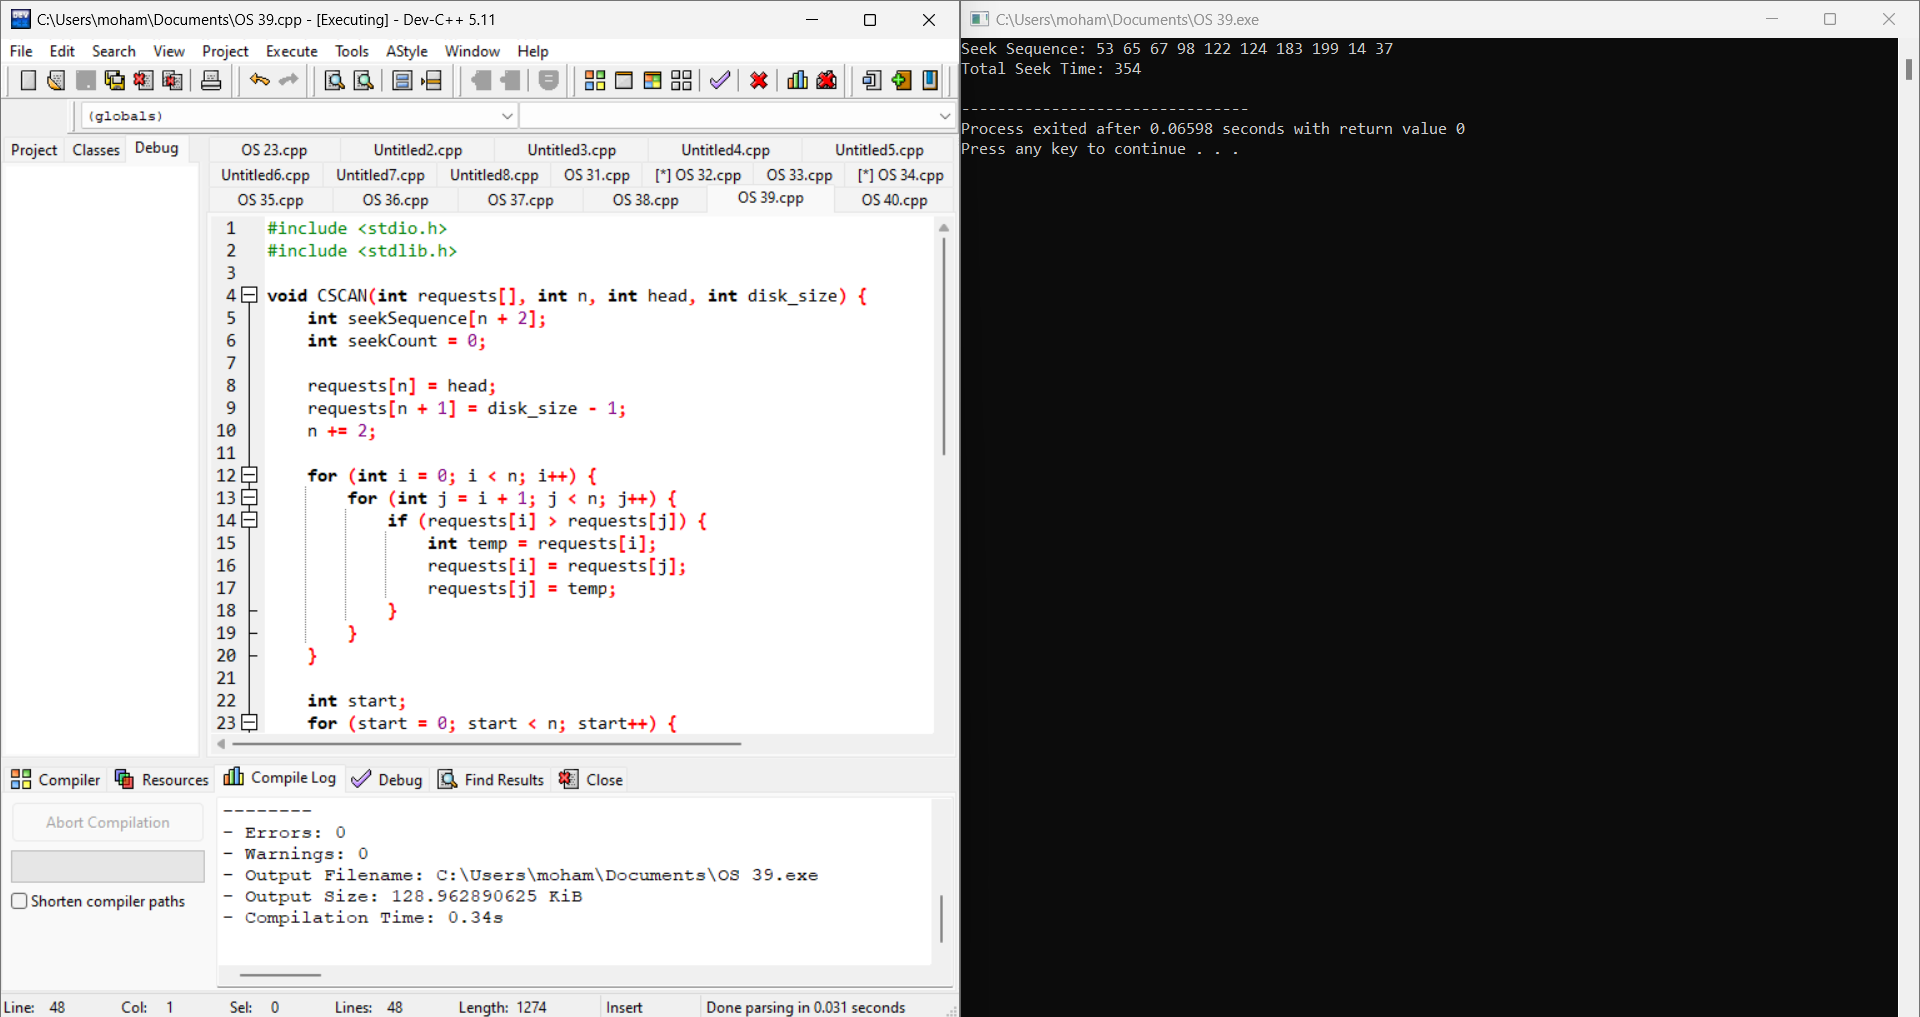 C:\Users\moham\Documents\OS 39.cpp - [Executing] - Dev-C++ 5.11
File Edit Search View Project Execute Tools AStyle Window Help
(globals)
Project Classes Debug
OS 23.cpp Untitled2.cpp Untitled3.cpp Untitled4.cpp Untitled5.cpp
Untitled6.cpp Untitled7.cpp Untitled8.cpp OS 31.cpp [*] OS 32.cpp OS 33.cpp [*] OS 34.cpp
OS 35.cpp OS 36.cpp OS 37.cpp OS 38.cpp OS 39.cpp OS 40.cpp
1 #include <stdio.h>
2 #include <stdlib.h>
3
4 void CSCAN(int requests[], int n, int head, int disk_size) {
5 int seekSequence[n + 2];
6 int seekCount = 0;
7
8 requests[n] = head;
9 requests[n + 1] = disk_size - 1;
10 n += 2;
11
12 for (int i = 0; i < n; i++) {
13 for (int j = i + 1; j < n; j++) {
14 if (requests[i] > requests[j]) {
15 int temp = requests[i];
16 requests[i] = requests[j];
17 requests[j] = temp;
18 }
19 }
20 }
21
22 int start;
23 for (start = 0; start < n; start++) {
Compiler Resources Compile Log Debug Find Results Close
Abort Compilation
Shorten compiler paths
--------
- Errors: 0
- Warnings: 0
- Output Filename: C:\Users\moham\Documents\OS 39.exe
- Output Size: 128.962890625 KiB
- Compilation Time: 0.34s
Line: 48 Col: 1 Sel: 0 Lines: 48 Length: 1274 Insert Done parsing in 0.031 seconds
C:\Users\moham\Documents\OS 39.exe
Seek Sequence: 53 65 67 98 122 124 183 199 14 37
Total Seek Time: 354
--------------------------------
Process exited after 0.06598 seconds with return value 0
Press any key to continue . . .